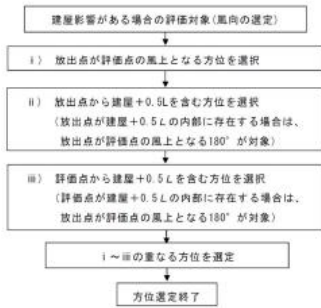 建屋影響がある場合の評価対象(風向の選定)
ⅰ) 放出点が評価点の風上となる方位を選択
ⅱ) 放出点から建屋+0.5Lを含む方位を選択
(放出点が建屋+0.5Lの内部に存在する場合は、
放出点が評価点の風上となる180°が対象)
ⅲ) 評価点から建屋+0.5Lを含む方位を選択
(評価点が建屋+0.5Lの内部に存在する場合は、
放出点が評価点の風上となる180°が対象)
ⅰ～ⅲの重なる方位を選定
方位選定終了